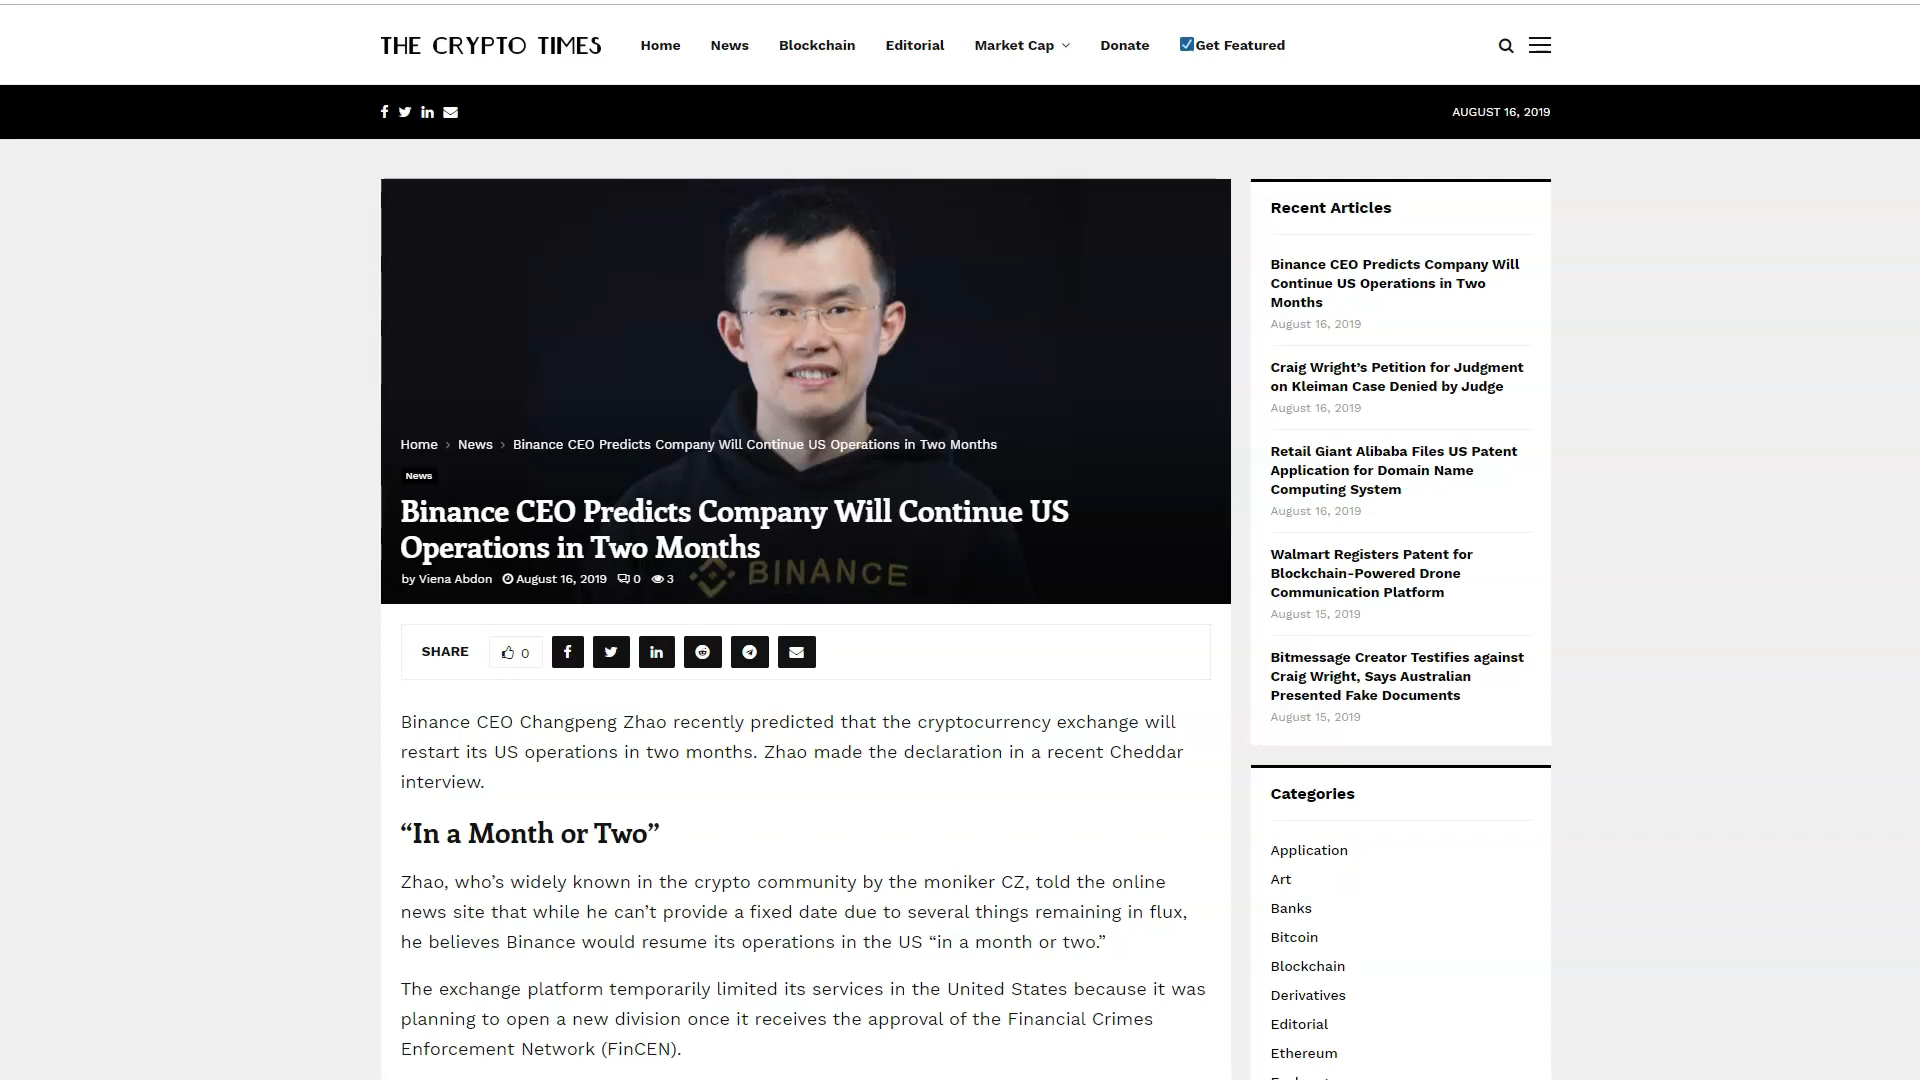 THE CRYPTO TIMES
Home News Blockchain Editorial Market Cap Donate Get Featured
AUGUST 16, 2019
Home › News › Binance CEO Predicts Company Will Continue US Operations in Two Months
News
Binance CEO Predicts Company Will Continue US
Operations in Two Months
by Viena Abdon August 16, 2019 0 3
BINANCE
SHARE 0
Binance CEO Changpeng Zhao recently predicted that the cryptocurrency exchange will
restart its US operations in two months. Zhao made the declaration in a recent Cheddar
interview.
“In a Month or Two”
Zhao, who’s widely known in the crypto community by the moniker CZ, told the online
news site that while he can’t provide a fixed date due to several things remaining in flux,
he believes Binance would resume its operations in the US “in a month or two.”
The exchange platform temporarily limited its services in the United States because it was
planning to open a new division once it receives the approval of the Financial Crimes
Enforcement Network (FinCEN).
Recent Articles
Binance CEO Predicts Company Will
Continue US Operations in Two
Months
August 16, 2019
Craig Wright’s Petition for Judgment
on Kleiman Case Denied by Judge
August 16, 2019
Retail Giant Alibaba Files US Patent
Application for Domain Name
Computing System
August 16, 2019
Walmart Registers Patent for
Blockchain-Powered Drone
Communication Platform
August 15, 2019
Bitmessage Creator Testifies against
Craig Wright, Says Australian
Presented Fake Documents
August 15, 2019
Categories
Application
Art
Banks
Bitcoin
Blockchain
Derivatives
Editorial
Ethereum